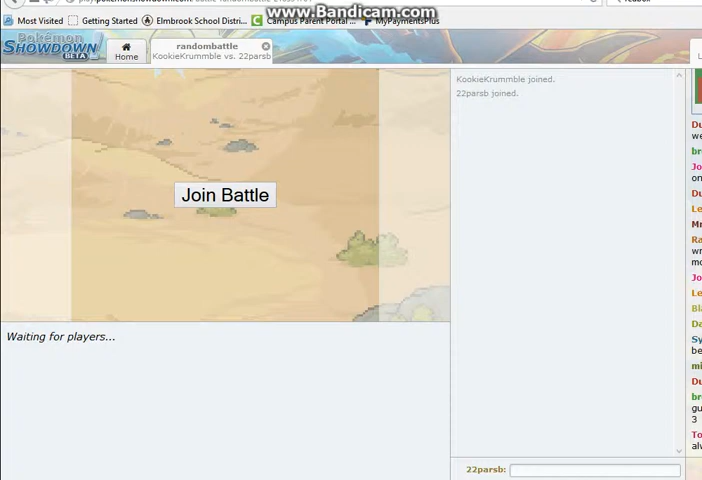 www.Bandicam.com
Most Visited Getting Started Elmbrook School Distri... Campus Parent Portal ... MyPaymentsPlus
Pokémon
SHOWDOWN
BETA
Home
randombattle
KookieKrummble vs. 22parsb
KookieKrummble joined.
22parsb joined.
Join Battle
Waiting for players...
22parsb: